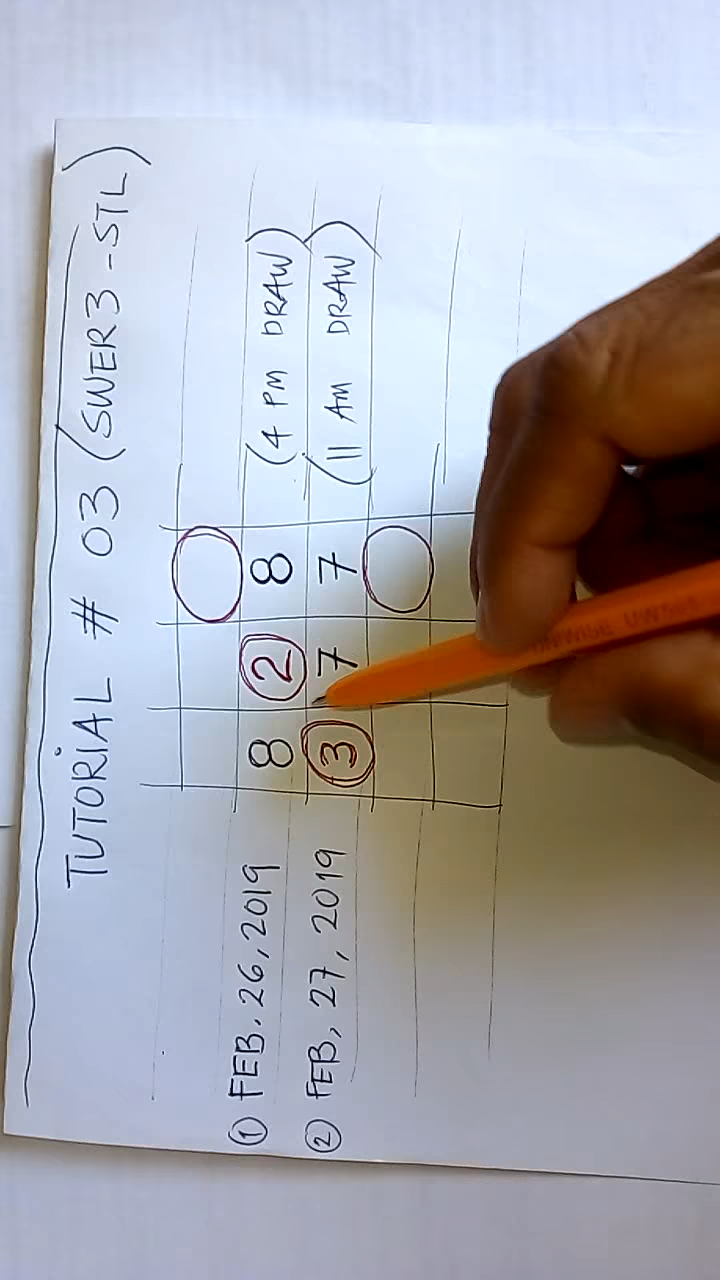 TUTORIAL # 03 (SWER3-STL)
① FEB. 26, 2019 8 2 8 (4 PM DRAW)
② FEB, 27, 2019 3 7 7 (11 AM DRAW)